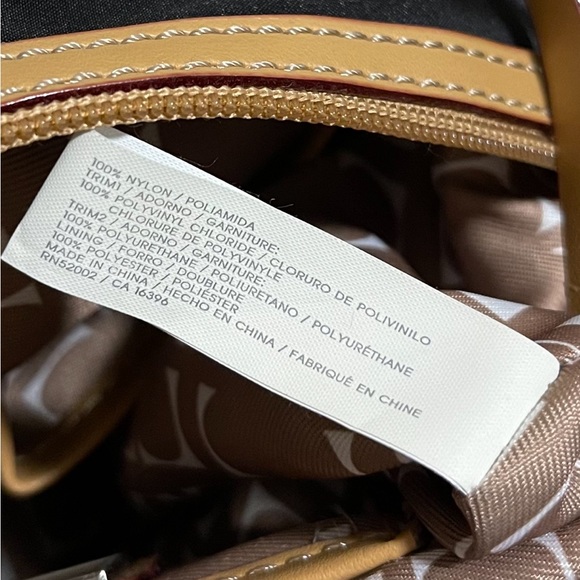 100% NYLON / POLIAMIDA
TRIM1 / ADORNO / GARNITURE:
100% POLYVINYL CHLORIDE / CLORURO DE POLIVINILO
CHLORURE DE POLYVINYLE
TRIM2 / ADORNO / GARNITURE:
100% POLYURETHANE / POLIURETANO / POLYURÉTHANE
LINING / FORRO / DOUBLURE
100% POLYESTER / POLIÉSTER
RN52002 / CA 16396
MADE IN CHINA / HECHO EN CHINA / FABRIQUÉ EN CHINE